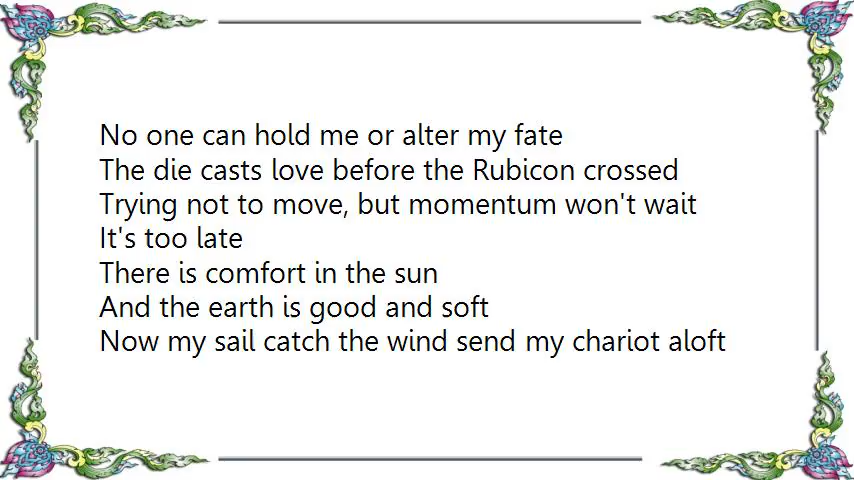 No one can hold me or alter my fate
The die casts love before the Rubicon crossed
Trying not to move, but momentum won't wait
It's too late
There is comfort in the sun
And the earth is good and soft
Now my sail catch the wind send my chariot aloft